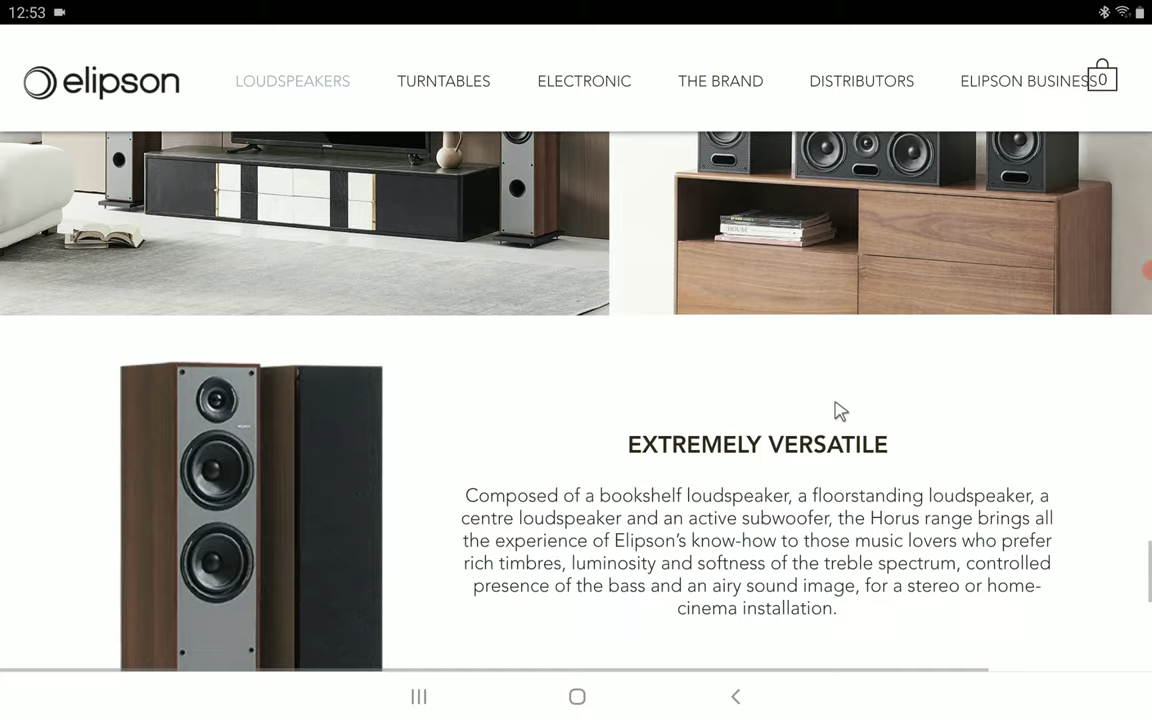 12:53
elipson
LOUDSPEAKERS TURNTABLES ELECTRONIC THE BRAND DISTRIBUTORS ELIPSON BUSINESS 0
HOUSE
EXTREMELY VERSATILE
Composed of a bookshelf loudspeaker, a floorstanding loudspeaker, a
centre loudspeaker and an active subwoofer, the Horus range brings all
the experience of Elipson’s know-how to those music lovers who prefer
rich timbres, luminosity and softness of the treble spectrum, controlled
presence of the bass and an airy sound image, for a stereo or home-
cinema installation.